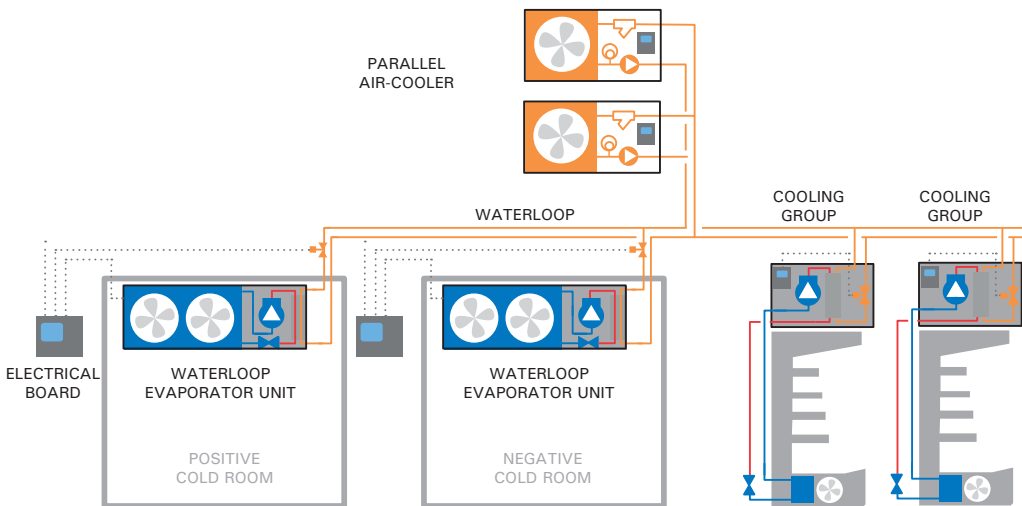 PARALLEL
AIR-COOLER
WATERLOOP
COOLING
GROUP
COOLING
GROUP
ELECTRICAL
BOARD
WATERLOOP
EVAPORATOR UNIT
WATERLOOP
EVAPORATOR UNIT
POSITIVE
COLD ROOM
NEGATIVE
COLD ROOM